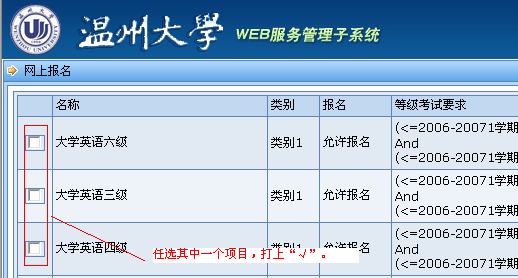 温州大学 WEB服务管理子系统
网上报名
名称 类别 报名 等级考试要求
大学英语六级 类别1 允许报名 (<=2006-20071学期
And
(<=2006-20071学期
大学英语三级 类别1 允许报名 (<=2006-20071学期
And
(<=2006-20071学期
大学英语四级 类别1 允许报名 (<=2006-20071学期
And
(<=2006-20071学期
任选其中一个项目，打上“√”。